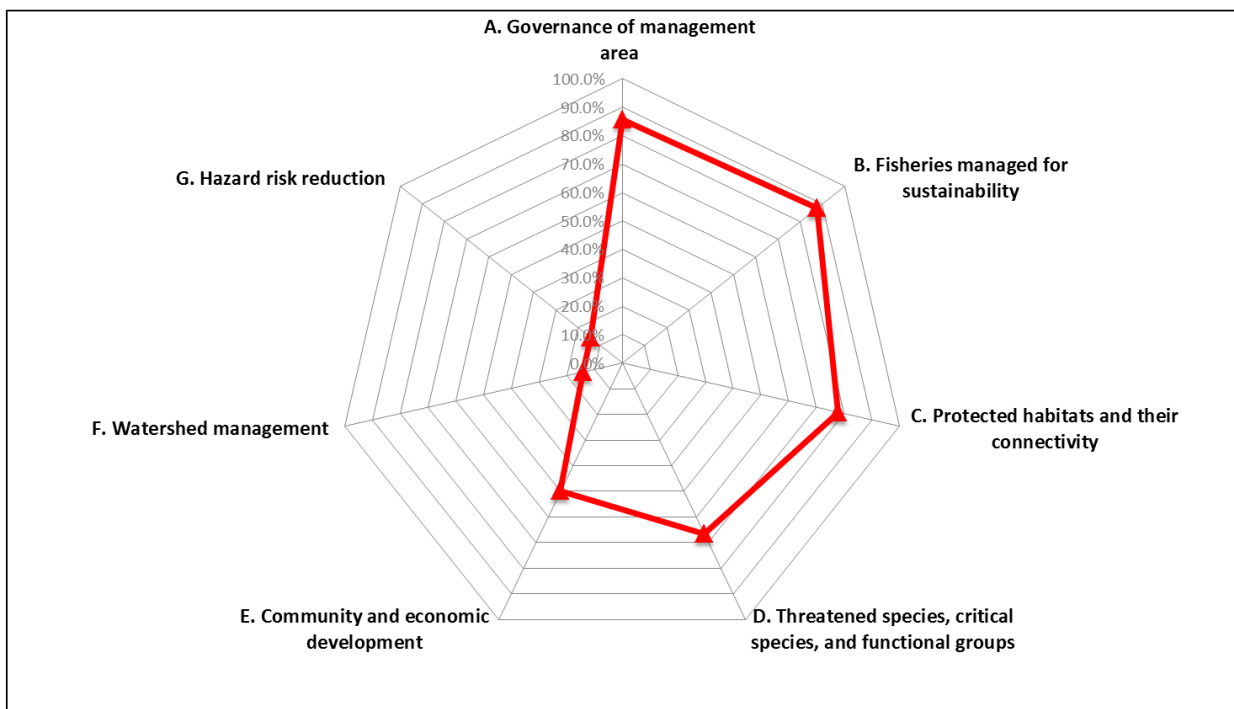 A. Governance of management
area
100.0%
90.0%
80.0%
70.0%
60.0%
50.0%
40.0%
30.0%
20.0%
10.0%
0.0%
B. Fisheries managed for
sustainability
C. Protected habitats and their
connectivity
D. Threatened species, critical
species, and functional groups
E. Community and economic
development
F. Watershed management
G. Hazard risk reduction